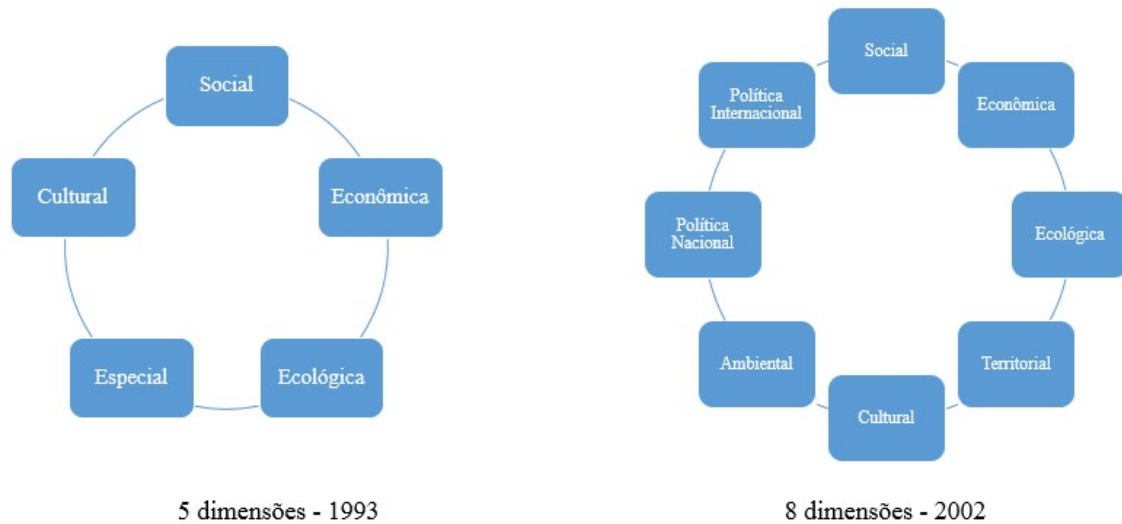 Social
Econômica
Ecológica
Especial
Cultural
5 dimensões - 1993
Social
Econômica
Ecológica
Territorial
Cultural
Ambiental
Política
Nacional
Política
Internacional
8 dimensões - 2002